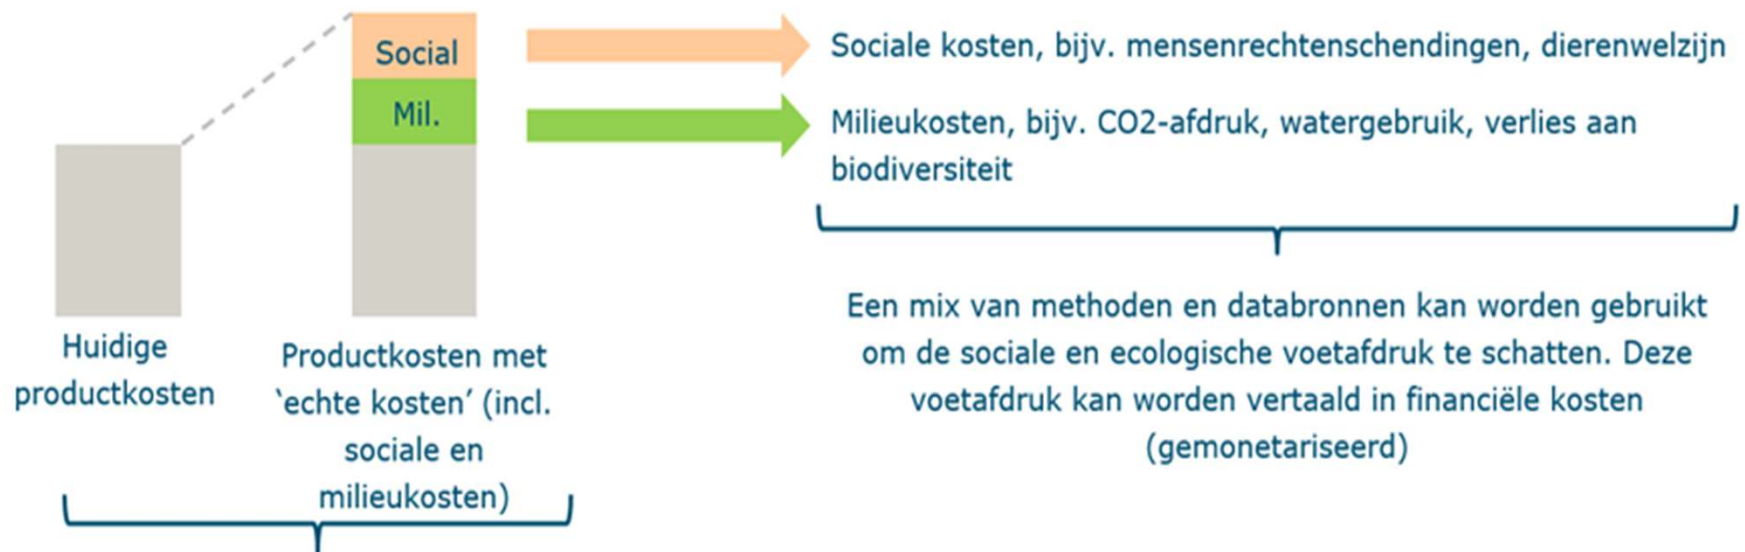 Social
Mil.
Sociale kosten, bijv. mensenrechtenschendingen, dierenwelzijn
Milieukosten, bijv. CO2-afdruk, watergebruik, verlies aan
biodiversiteit
Huidige
productkosten
Productkosten met
‘echte kosten’ (incl.
sociale en
milieukosten)
Een mix van methoden en databronnen kan worden gebruikt
om de sociale en ecologische voetafdruk te schatten. Deze
voetafdruk kan worden vertaald in financiële kosten
(gemonetariseerd)